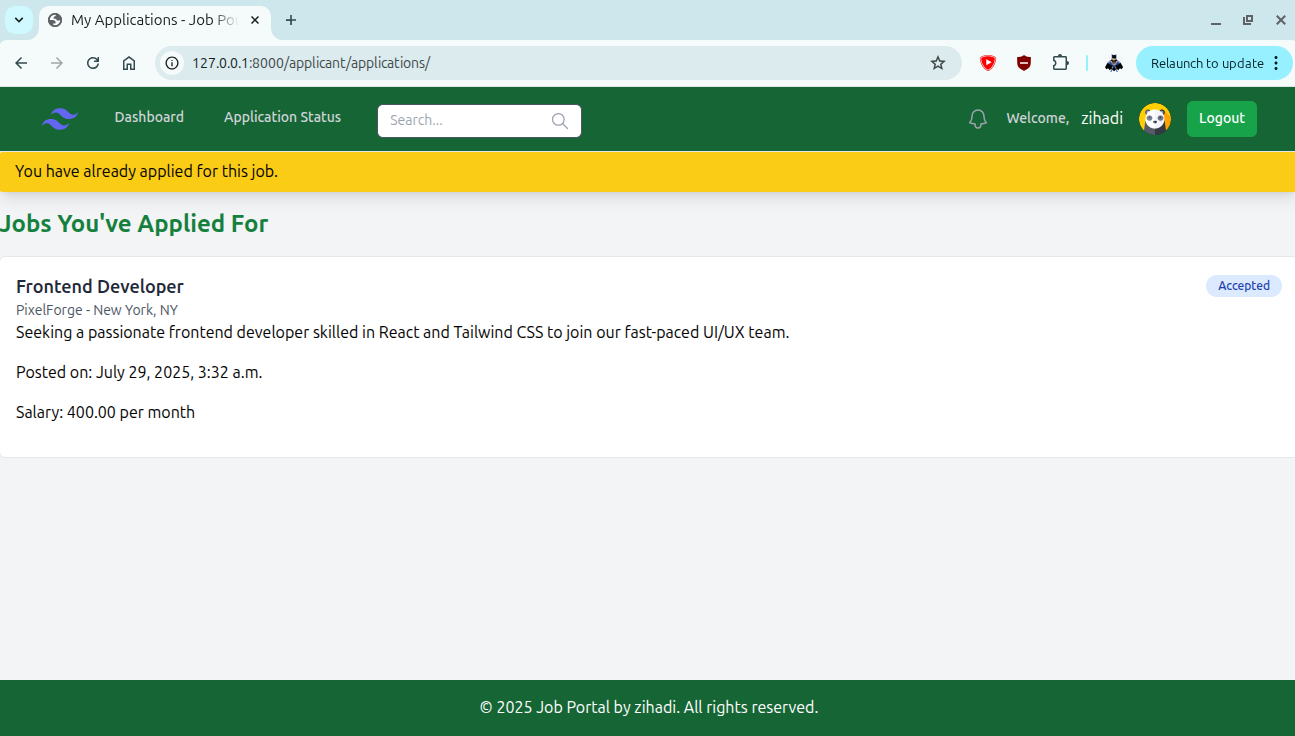 My Applications - Job Po
127.0.0.1:8000/applicant/applications/
Relaunch to update
Dashboard
Application Status
Search...
Welcome, zihadi
Logout
You have already applied for this job.
Jobs You've Applied For
Frontend Developer
Accepted
PixelForge - New York, NY
Seeking a passionate frontend developer skilled in React and Tailwind CSS to join our fast-paced UI/UX team.
Posted on: July 29, 2025, 3:32 a.m.
Salary: 400.00 per month
© 2025 Job Portal by zihadi. All rights reserved.